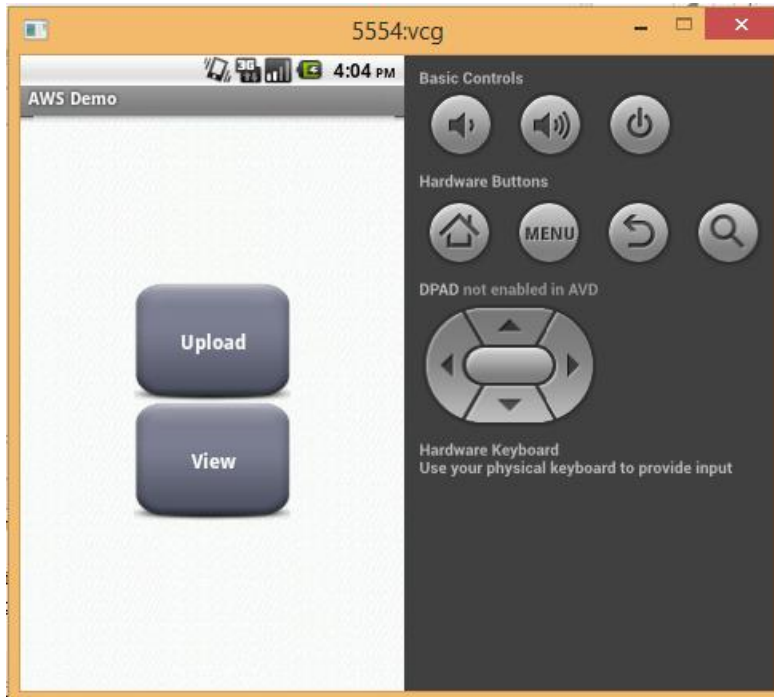 5554:vcg
3G 4:04 PM
AWS Demo
Upload
View
Basic Controls
Hardware Buttons
MENU
DPAD not enabled in AVD
Hardware Keyboard
Use your physical keyboard to provide input